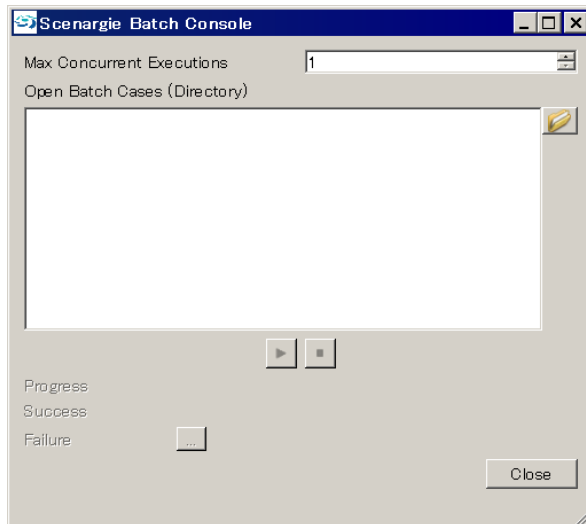 Scenargie Batch Console
Max Concurrent Executions
1
Open Batch Cases (Directory)
Progress
Success
Failure
...
Close